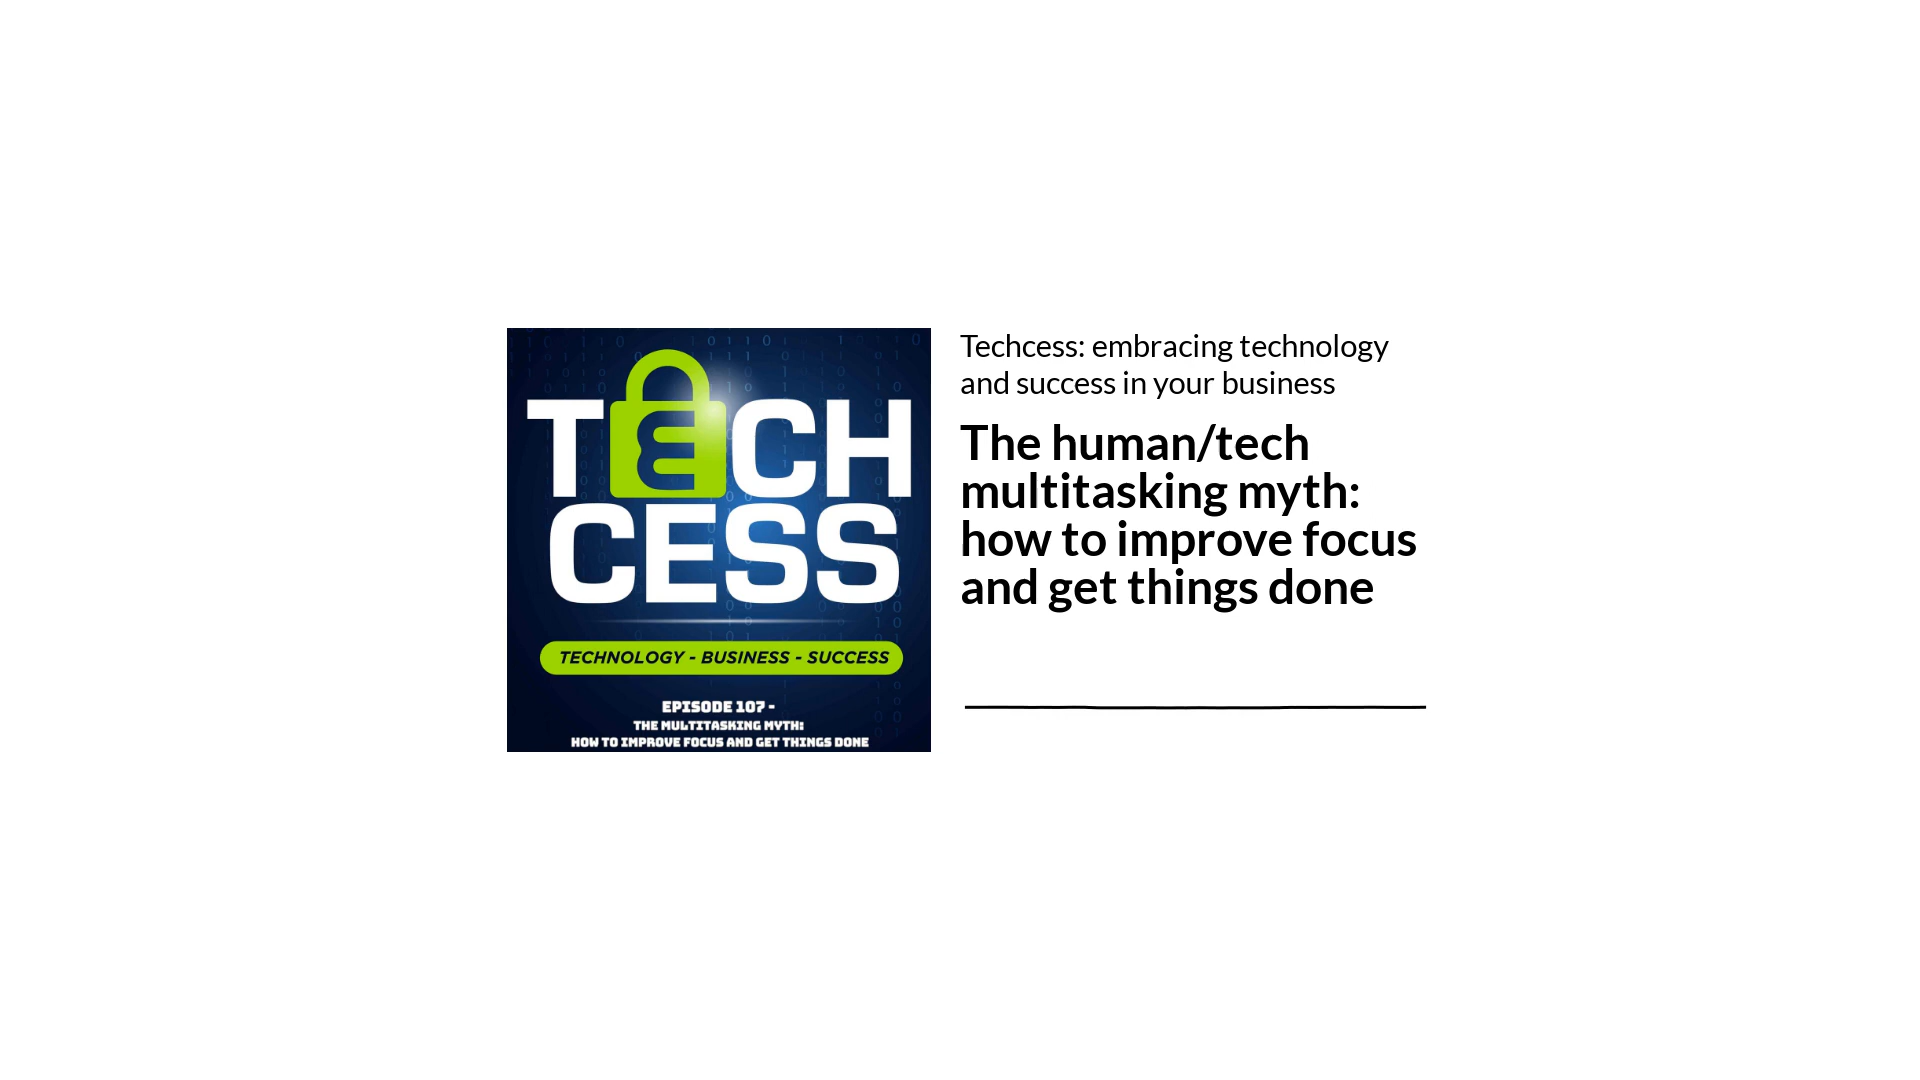 TECH
CESS
TECHNOLOGY - BUSINESS - SUCCESS
EPISODE 107 -
THE MULTITASKING MYTH:
HOW TO IMPROVE FOCUS AND GET THINGS DONE
Techcess: embracing technology
and success in your business
The human/tech
multitasking myth:
how to improve focus
and get things done